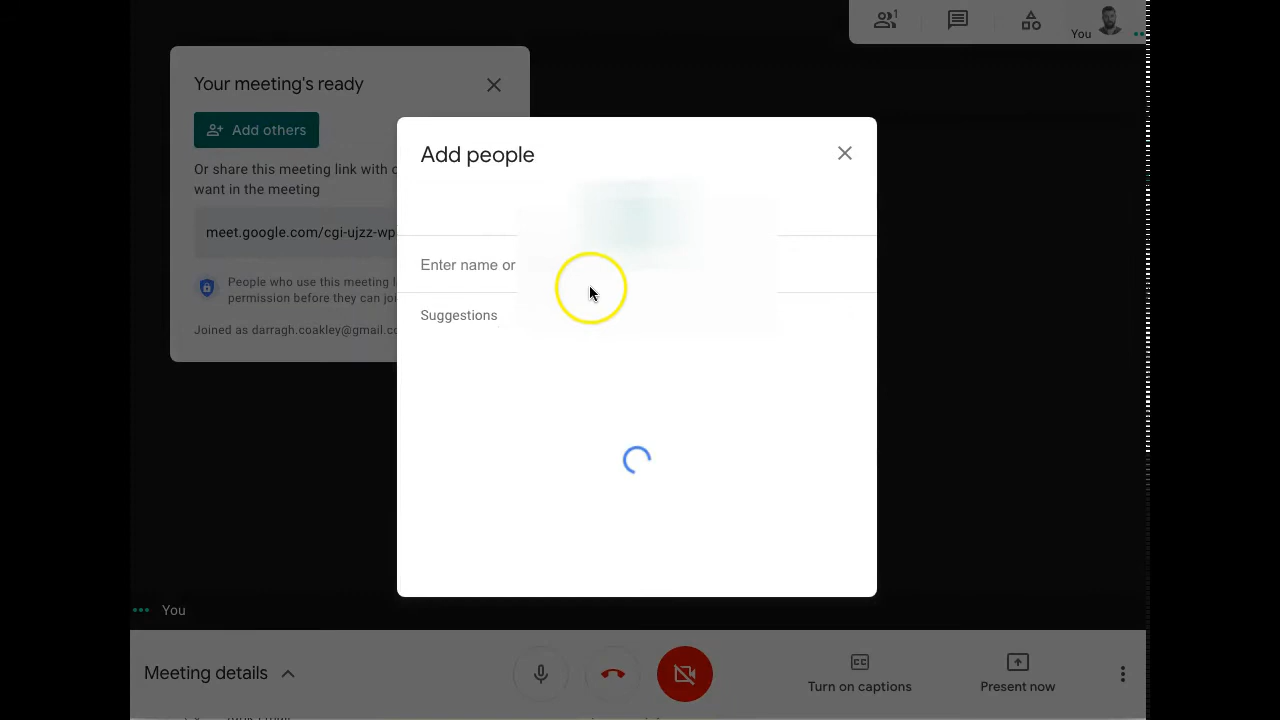 1
You
Your meeting's ready
Add others
Or share this meeting link with
want in the meeting
meet.google.com/cgi-ujzz-wp
People who use this meeting
permission before they can joi
Joined as darragh.coakley@gmail.co
Add people
Enter name or
Suggestions
You
Meeting details
CC
Turn on captions
Present now